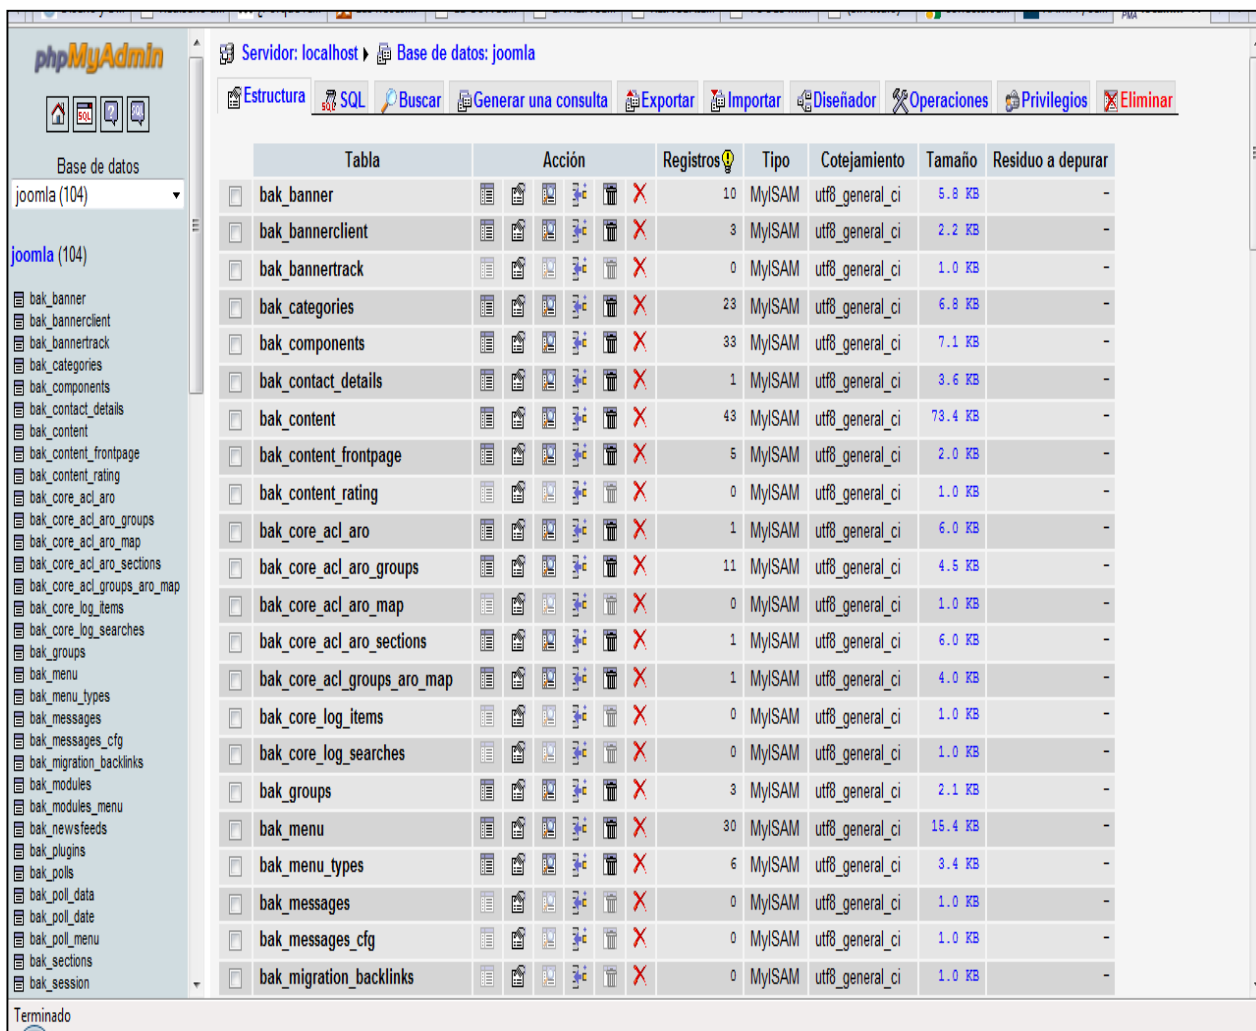 phpMyAdmin
Base de datos
joomla (104)
joomla (104)
bak_banner
bak_bannerclient
bak_bannertrack
bak_categories
bak_components
bak_contact_details
bak_content
bak_content_frontpage
bak_content_rating
bak_core_acl_aro
bak_core_acl_aro_groups
bak_core_acl_aro_map
bak_core_acl_aro_sections
bak_core_acl_groups_aro_map
bak_core_log_items
bak_core_log_searches
bak_groups
bak_menu
bak_menu_types
bak_messages
bak_messages_cfg
bak_migration_backlinks
bak_modules
bak_modules_menu
bak_newsfeeds
bak_plugins
bak_polls
bak_poll_data
bak_poll_date
bak_poll_menu
bak_sections
bak_session
Servidor: localhost Base de datos: joomla
Estructura SQL Buscar Generar una consulta Exportar Importar Diseñador Operaciones Privilegios Eliminar
Tabla Acción Registros Tipo Cotejamiento Tamaño Residuo a depurar
bak_banner 10 MyISAM utf8_general_ci 5.8 KB -
bak_bannerclient 3 MyISAM utf8_general_ci 2.2 KB -
bak_bannertrack 0 MyISAM utf8_general_ci 1.0 KB -
bak_categories 23 MyISAM utf8_general_ci 6.8 KB -
bak_components 33 MyISAM utf8_general_ci 7.1 KB -
bak_contact_details 1 MyISAM utf8_general_ci 3.6 KB -
bak_content 43 MyISAM utf8_general_ci 73.4 KB -
bak_content_frontpage 5 MyISAM utf8_general_ci 2.0 KB -
bak_content_rating 0 MyISAM utf8_general_ci 1.0 KB -
bak_core_acl_aro 1 MyISAM utf8_general_ci 6.0 KB -
bak_core_acl_aro_groups 11 MyISAM utf8_general_ci 4.5 KB -
bak_core_acl_aro_map 0 MyISAM utf8_general_ci 1.0 KB -
bak_core_acl_aro_sections 1 MyISAM utf8_general_ci 6.0 KB -
bak_core_acl_groups_aro_map 1 MyISAM utf8_general_ci 4.0 KB -
bak_core_log_items 0 MyISAM utf8_general_ci 1.0 KB -
bak_core_log_searches 0 MyISAM utf8_general_ci 1.0 KB -
bak_groups 3 MyISAM utf8_general_ci 2.1 KB -
bak_menu 30 MyISAM utf8_general_ci 15.4 KB -
bak_menu_types 6 MyISAM utf8_general_ci 3.4 KB -
bak_messages 0 MyISAM utf8_general_ci 1.0 KB -
bak_messages_cfg 0 MyISAM utf8_general_ci 1.0 KB -
bak_migration_backlinks 0 MyISAM utf8_general_ci 1.0 KB -
Terminado